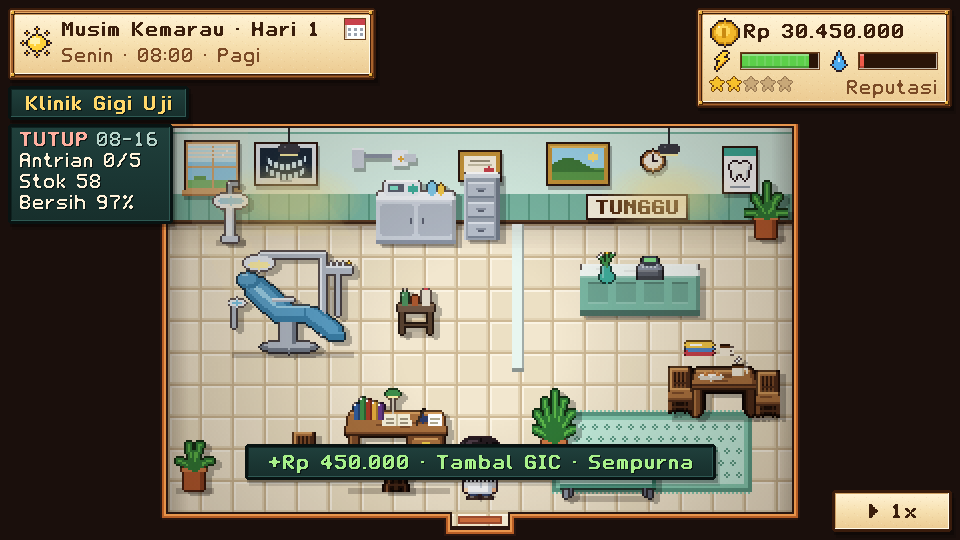 Musim Kemarau · Hari 1
Senin · 08:00 · Pagi
Rp 30.450.000
Reputasi
Klinik Gigi Uji
TUTUP 08-16
Antrian 0/5
Stok 58
Bersih 97%
TUNGGU
+Rp 450.000 · Tambal GIC · Sempurna
1x